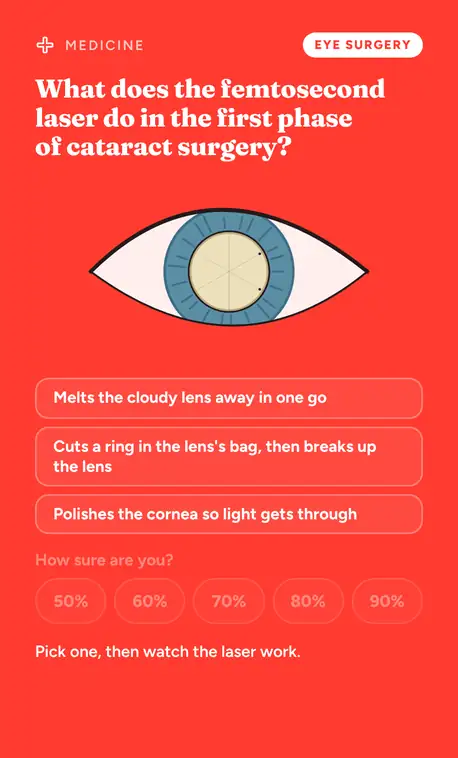 MEDICINE
EYE SURGERY
What does the femtosecond
laser do in the first phase
of cataract surgery?
Melts the cloudy lens away in one go
Cuts a ring in the lens's bag, then breaks up
the lens
Polishes the cornea so light gets through
How sure are you?
50% 60% 70% 80% 90%
Pick one, then watch the laser work.